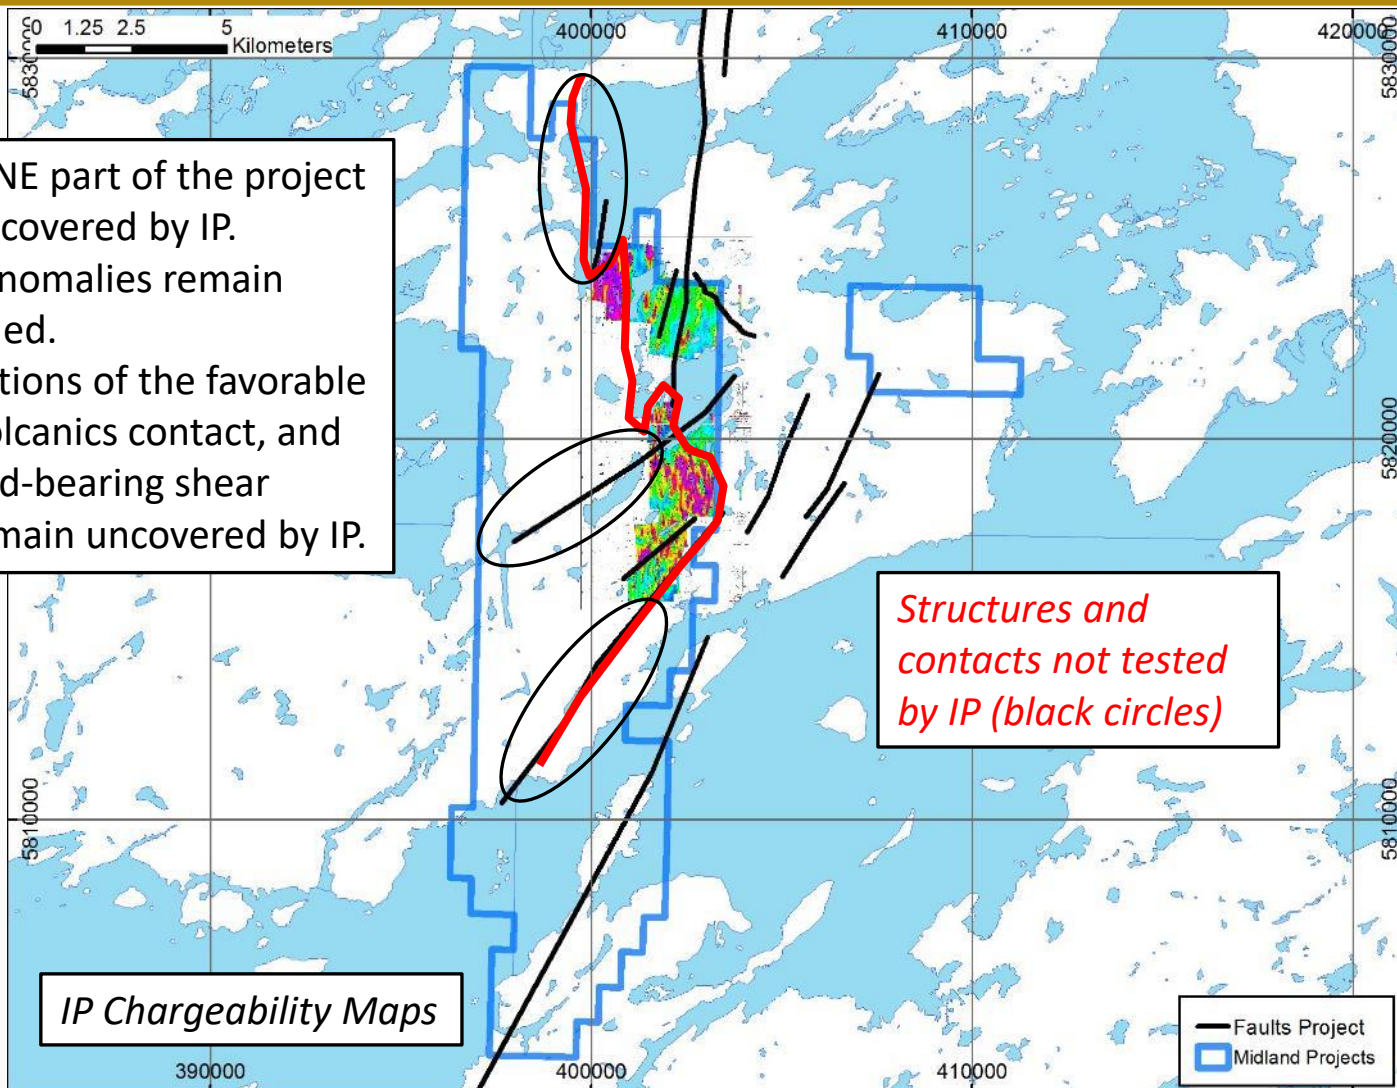 0 1.25 2.5 5
Kilometers
400000
410000
420000
5830000
5830000
NE part of the project
covered by IP.
nomalies remain
ed.
tions of the favorable
olcanics contact, and
d-bearing shear
main uncovered by IP.
5820000
Structures and
contacts not tested
by IP (black circles)
5810000
5810000
IP Chargeability Maps
Faults Project
Midland Projects
390000
400000
410000